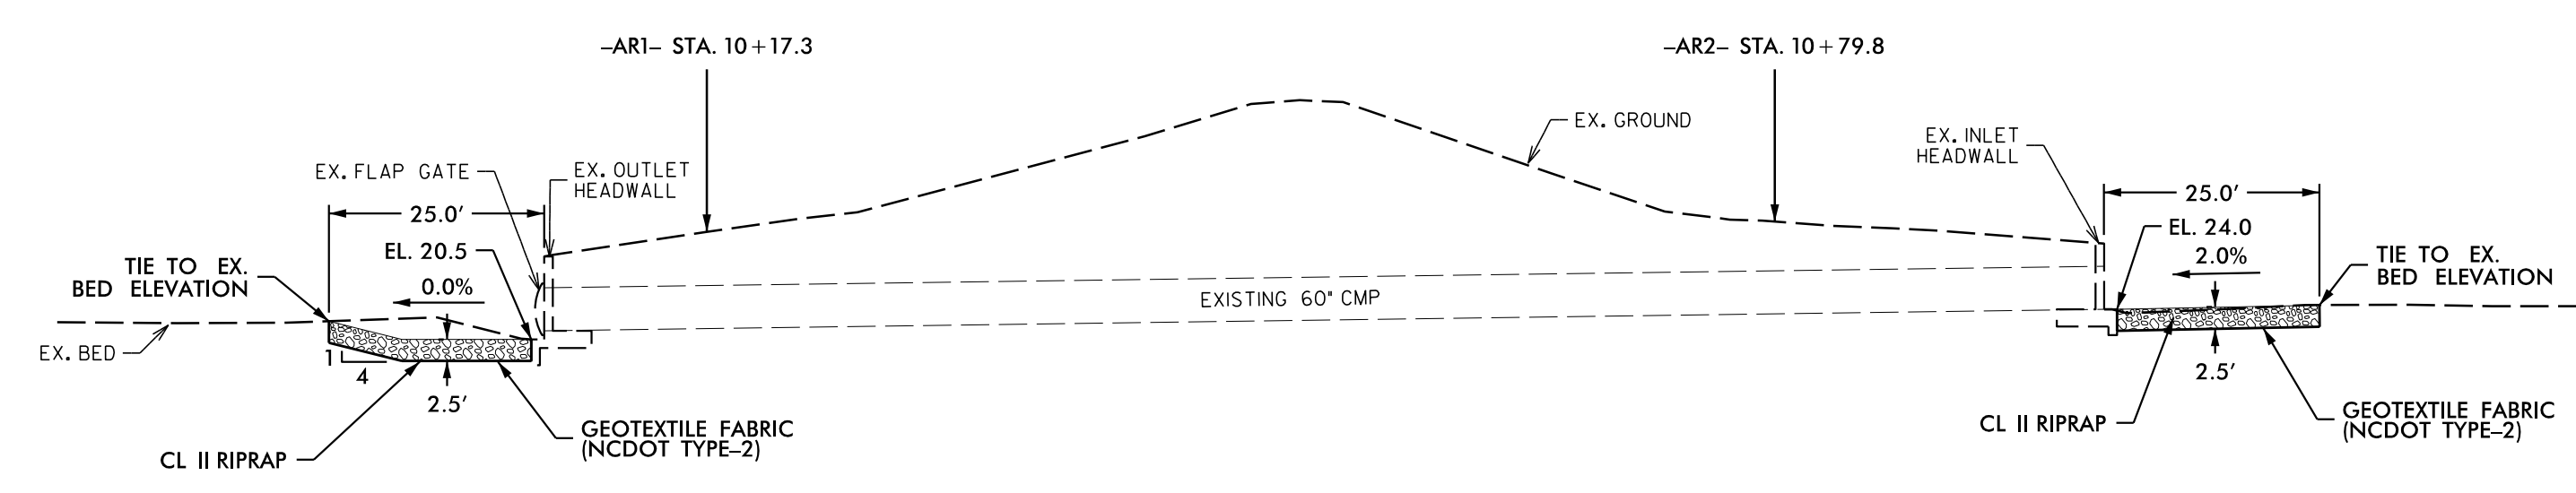 –AR1– STA. 10+17.3
–AR2– STA. 10+79.8
EX. GROUND
EX. INLET
HEADWALL
EX. FLAP GATE
EX. OUTLET
HEADWALL
25.0'
25.0'
EL. 20.5
EL. 24.0
TIE TO EX.
BED ELEVATION
0.0%
2.0%
TIE TO EX.
BED ELEVATION
EXISTING 60" CMP
EX. BED
1
4
2.5'
2.5'
CL II RIPRAP
GEOTEXTILE FABRIC
(NCDOT TYPE–2)
CL II RIPRAP
GEOTEXTILE FABRIC
(NCDOT TYPE–2)